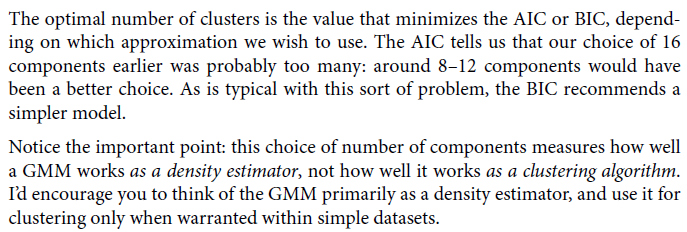 The optimal number of clusters is the value that minimizes the AIC or BIC, depend-
ing on which approximation we wish to use. The AIC tells us that our choice of 16
components earlier was probably too many: around 8–12 components would have
been a better choice. As is typical with this sort of problem, the BIC recommends a
simpler model.
Notice the important point: this choice of number of components measures how well
a GMM works as a density estimator, not how well it works as a clustering algorithm.
I'd encourage you to think of the GMM primarily as a density estimator, and use it for
clustering only when warranted within simple datasets.